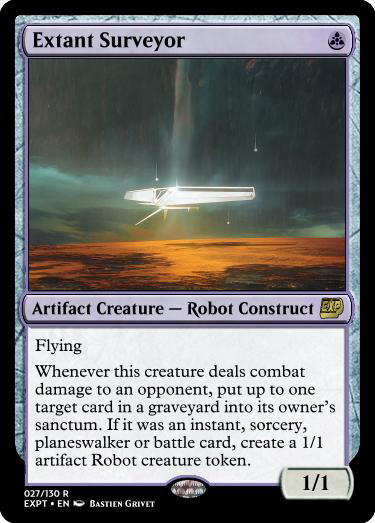 Extant Surveyor
Artifact Creature — Robot Construct
EXP
Flying
Whenever this creature deals combat
damage to an opponent, put up to one
target card in a graveyard into its owner's
sanctum. If it was an instant, sorcery,
planeswalker or battle card, create a 1/1
artifact Robot creature token.
1/1
027/130 R
EXPT • EN Bastien Grivet